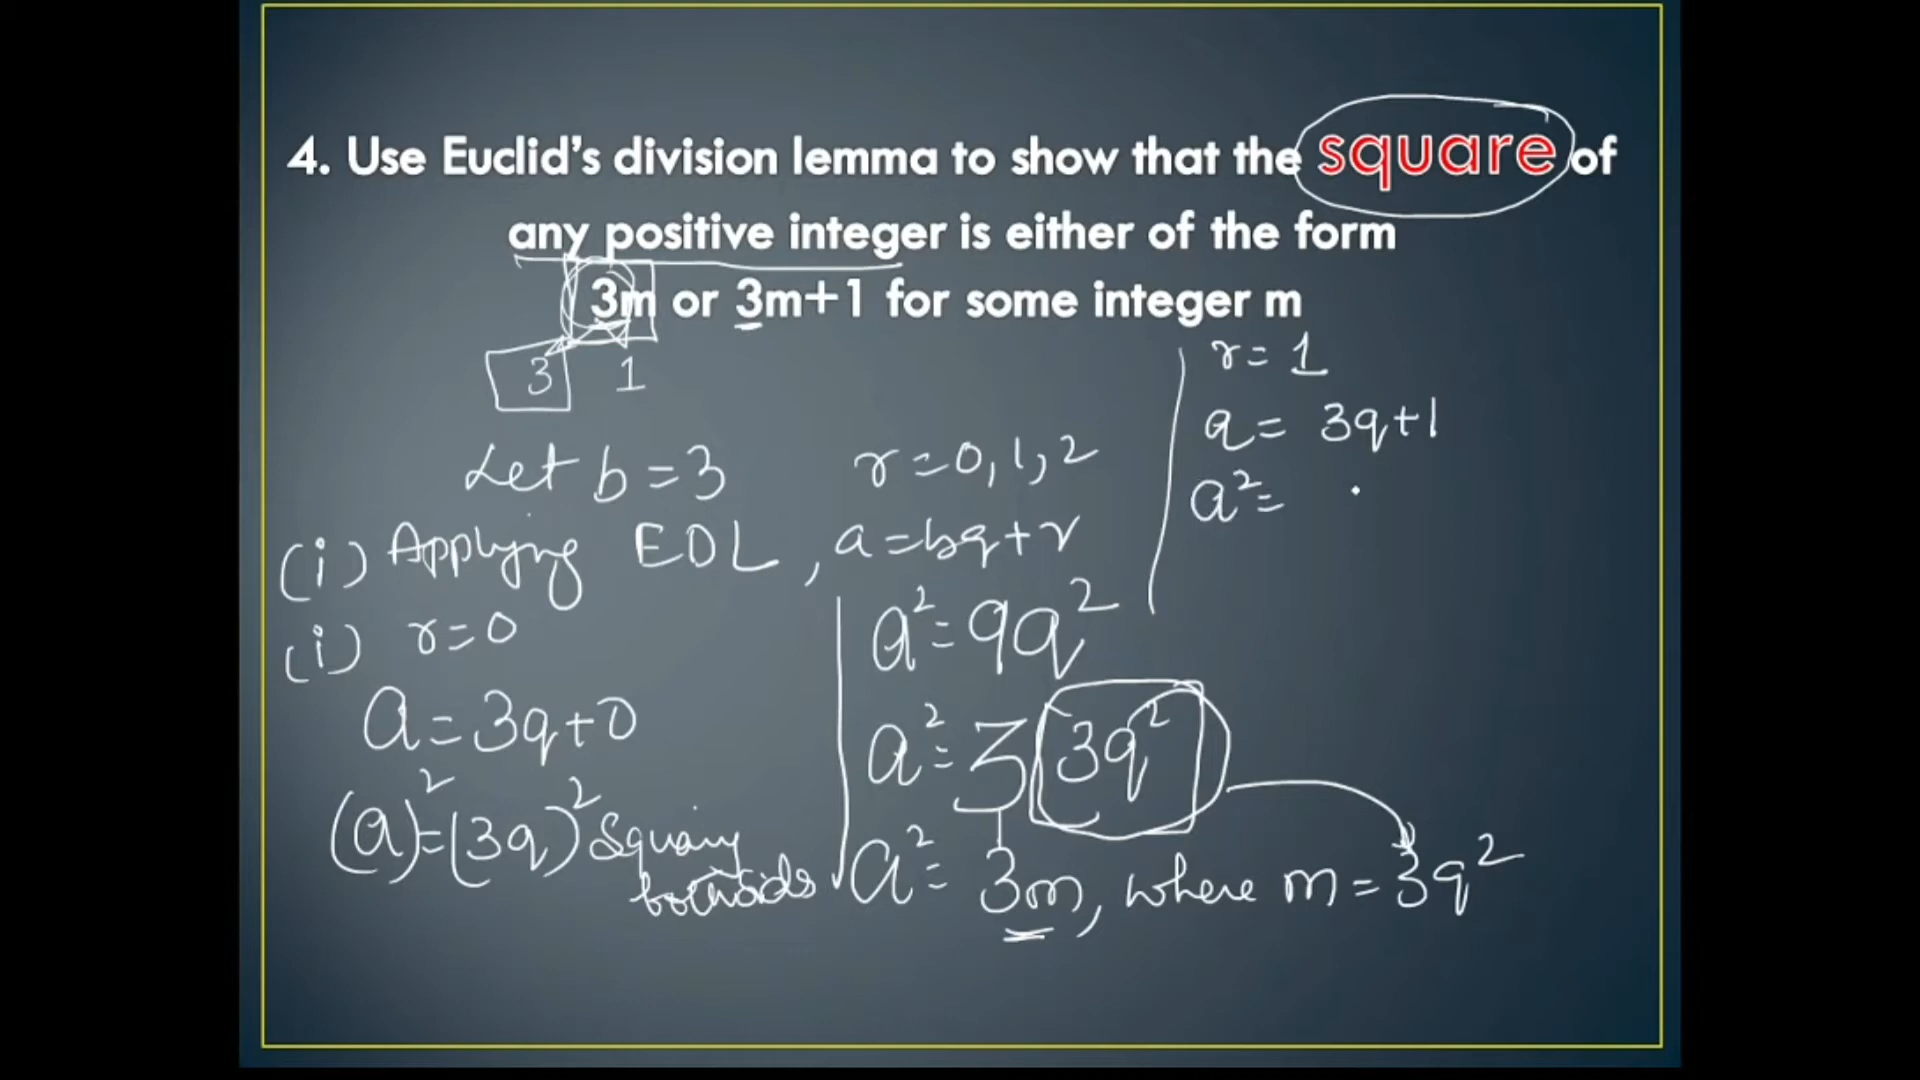 4. Use Euclid's division lemma to show that the square of
any positive integer is either of the form
3m or 3m+1 for some integer m
3 1
Let b=3 r=0,1,2
(i) Applying EDL, a=bq+r
(i) r=0
a=3q+0
(a)²=(3q)² Squaring
bothsides
a²=9q²
a²=3 3q²
a²=3m, where m=3q²
r=1
a= 3q+1
a²=